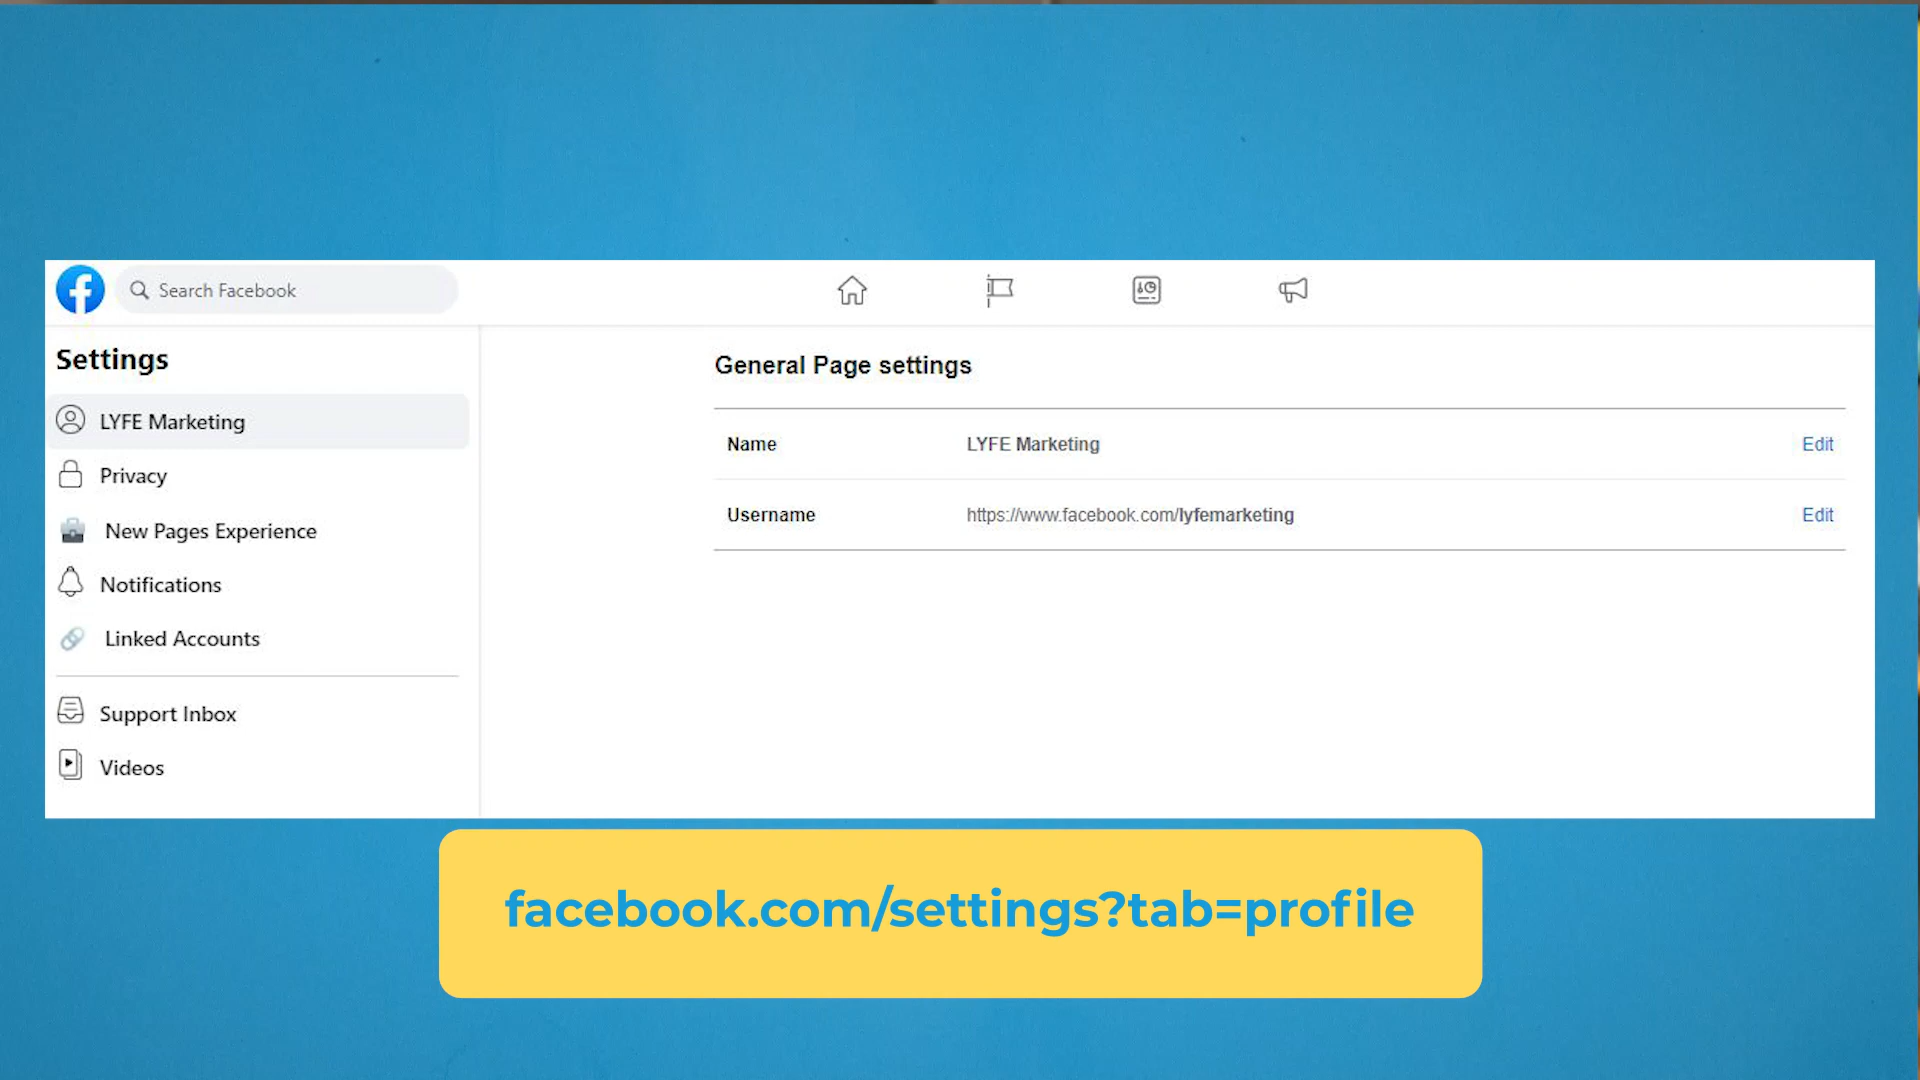 Search Facebook
Settings
LYFE Marketing
Privacy
New Pages Experience
Notifications
Linked Accounts
Support Inbox
Videos
General Page settings
Name LYFE Marketing Edit
Username https://www.facebook.com/lyfemarketing Edit
facebook.com/settings?tab=profile